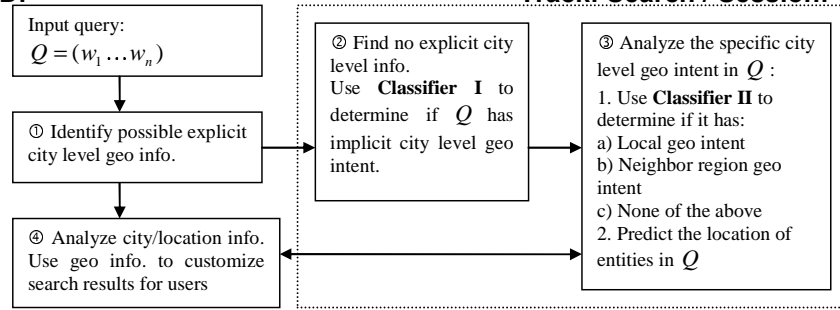 Input query:
Q = (w₁ … wₙ)
① Identify possible explicit
city level geo info.
④ Analyze city/location info.
Use geo info. to customize
search results for users
② Find no explicit city
level info.
Use Classifier I to
determine if Q has
implicit city level geo
intent.
③ Analyze the specific city
level geo intent in Q :
1. Use Classifier II to
determine if it has:
a) Local geo intent
b) Neighbor region geo
intent
c) None of the above
2. Predict the location of
entities in Q